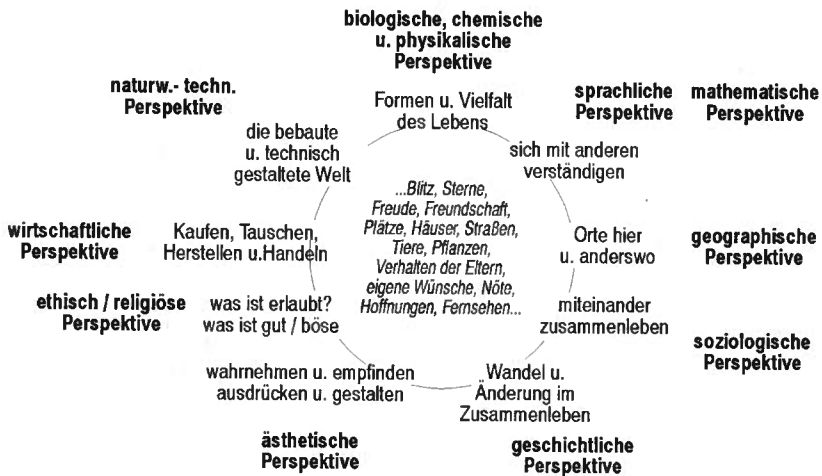 biologische, chemische
u. physikalische
Perspektive
naturw.- techn.
Perspektive
sprachliche
Perspektive
mathematische
Perspektive
Formen u. Vielfalt
des Lebens
die bebaute
u. technisch
gestaltete Welt
sich mit anderen
verständigen
...Blitz, Sterne,
Freude, Freundschaft,
Plätze, Häuser, Straßen,
Tiere, Pflanzen,
Verhalten der Eltern,
eigene Wünsche, Nöte,
Hoffnungen, Fernsehen...
wirtschaftliche
Perspektive
Kaufen, Tauschen,
Herstellen u.Handeln
Orte hier
u. anderswo
geographische
Perspektive
ethisch / religiöse
Perspektive
was ist erlaubt?
was ist gut / böse
miteinander
zusammenleben
soziologische
Perspektive
wahrnehmen u. empfinden
ausdrücken u. gestalten
Wandel u.
Änderung im
Zusammenleben
ästhetische
Perspektive
geschichtliche
Perspektive